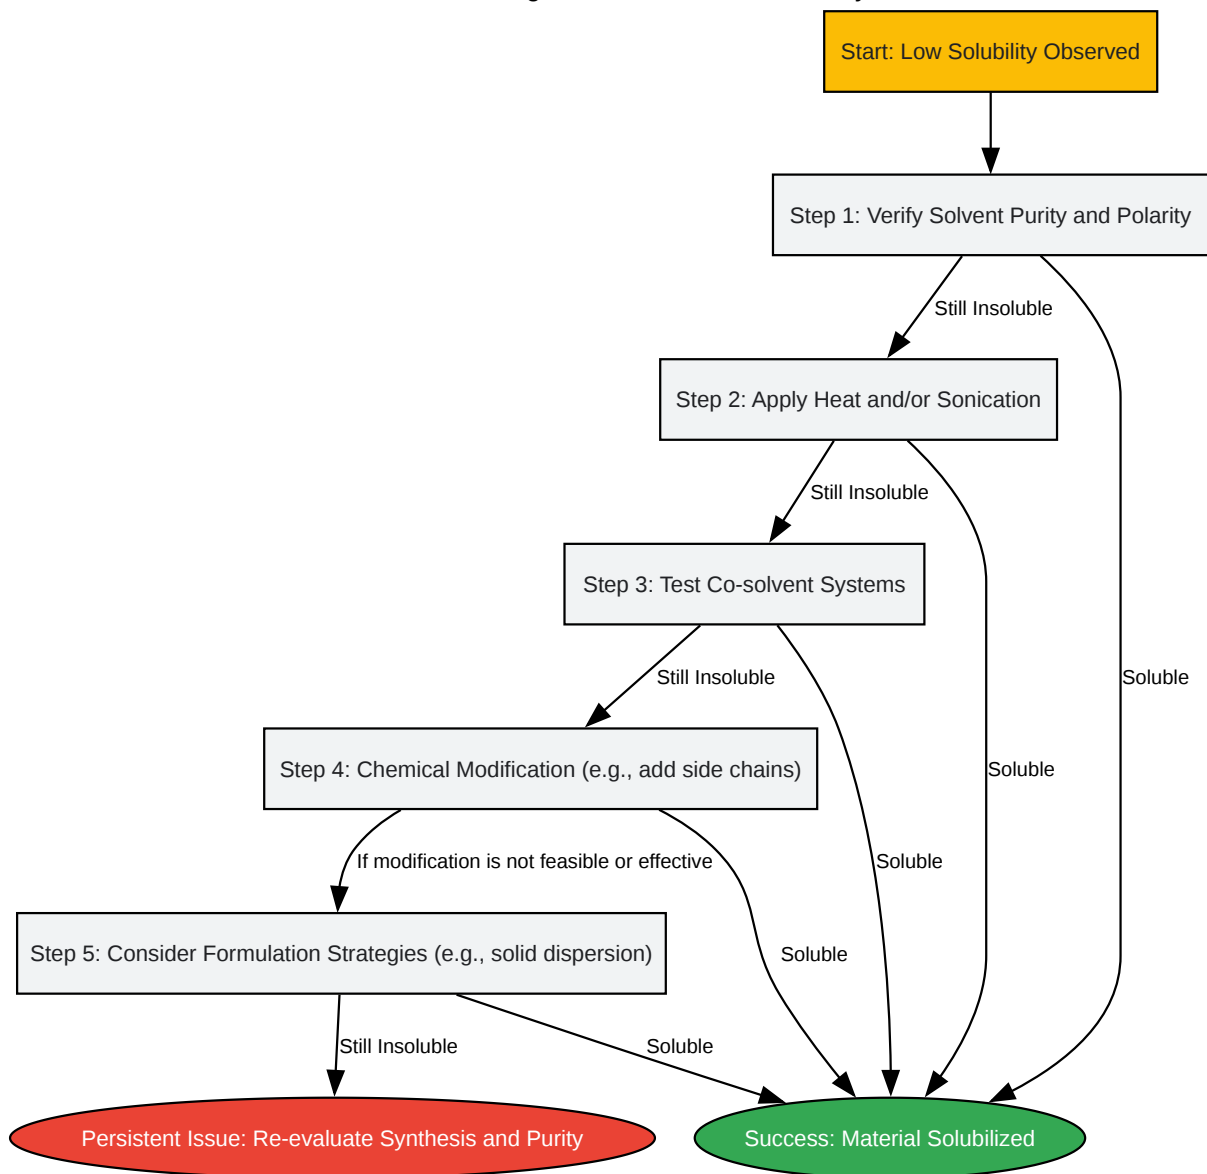 Start: Low Solubility Observed
Step 1: Verify Solvent Purity and Polarity
Still Insoluble
Step 2: Apply Heat and/or Sonication
Still Insoluble
Step 3: Test Co-solvent Systems
Still Insoluble
Soluble
Step 4: Chemical Modification (e.g., add side chains)
Soluble
If modification is not feasible or effective
Soluble
Step 5: Consider Formulation Strategies (e.g., solid dispersion)
Soluble
Still Insoluble
Soluble
Persistent Issue: Re-evaluate Synthesis and Purity
Success: Material Solubilized